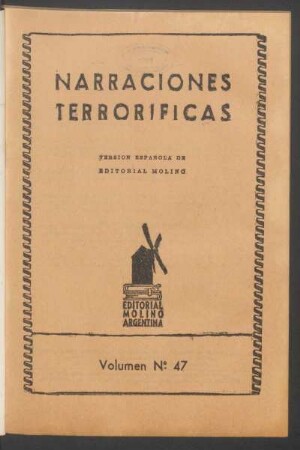 NARRACIONES
TERRORIFICAS
VERSION ESPAÑOLA DE
EDITORIAL MOLINO
EDITORIAL
MOLINO
ARGENTINA
Volumen Nº 47